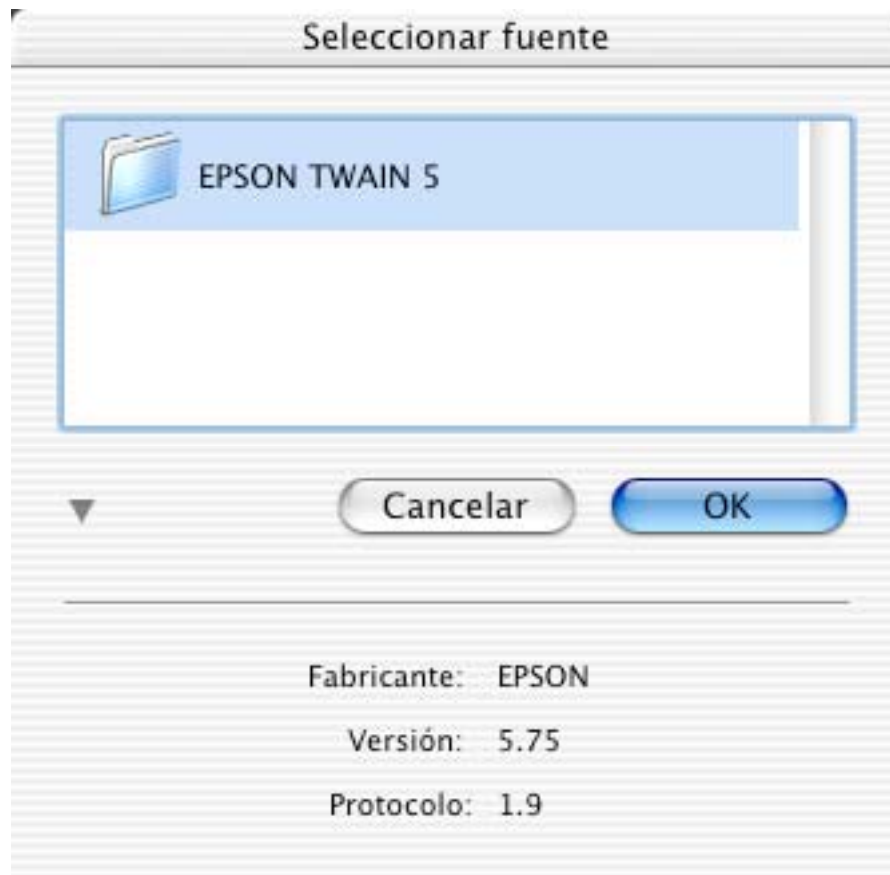 Seleccionar fuente
EPSON TWAIN 5
Cancelar OK
Fabricante: EPSON
Versión: 5.75
Protocolo: 1.9